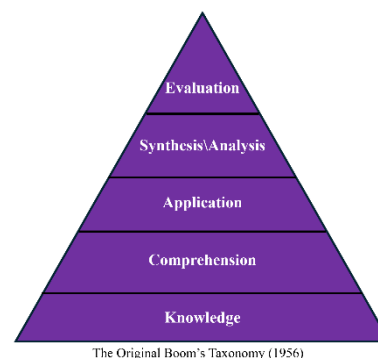 Evaluation
Synthesis\Analysis
Application
Comprehension
Knowledge
The Original Boom's Taxonomy (1956)